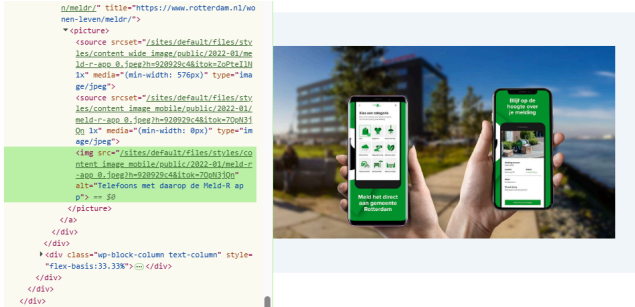 n/meldr/" title="https://www.rotterdam.nl/wo
nen-leven/meldr/">
▼<picture>
<source srcset="/sites/default/files/sty
les/content_wide_image/public/2022-01/me
ld-r-app_0.jpeg?h=920929c4&itok=ZoPteIlN
1x" media="(min-width: 576px)" type="ima
ge/jpeg">
<source srcset="/sites/default/files/sty
les/content_image_mobile/public/2022-01/
meld-r-app_0.jpeg?h=920929c4&itok=7OpN3j
Qn 1x" media="(min-width: 0px)" type="im
age/jpeg">
<img src="/sites/default/files/styles/co
ntent_image_mobile/public/2022-01/meld-r
-app_0.jpeg?h=920929c4&itok=7OpN3jQn"
alt="Telefoons met daarop de Meld-R ap
p"> == $0
</picture>
</a>
</div>
</div>
▶<div class="wp-block-column text-column" style=
"flex-basis:33.33%">…</div>
</div>
</div>
</div>
Kies een categorie
Meld het direct
aan gemeente
Rotterdam
Blijf op de
hoogte over
je melding